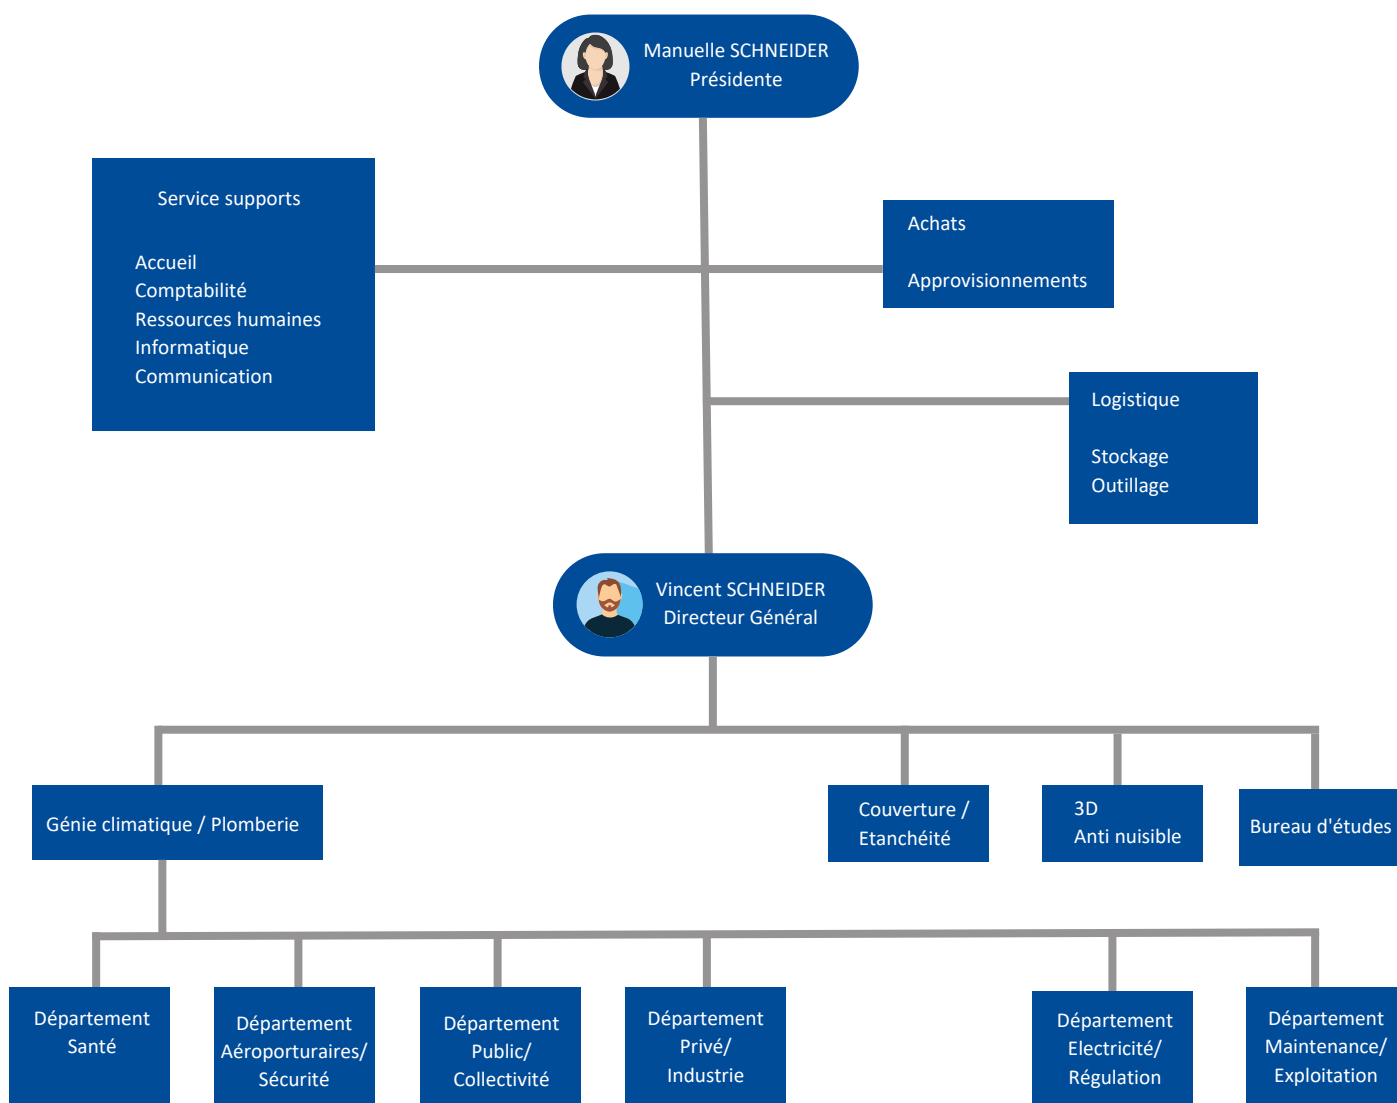 Manuelle SCHNEIDER
Présidente
Service supports
Accueil
Comptabilité
Ressources humaines
Informatique
Communication
Achats
Approvisionnements
Logistique
Stockage
Outillage
Vincent SCHNEIDER
Directeur Général
Génie climatique / Plomberie
Couverture /
Etanchéité
3D
Anti nuisible
Bureau d'études
Département
Santé
Département
Aéroporturaires/
Sécurité
Département
Public/
Collectivité
Département
Privé/
Industrie
Département
Electricité/
Régulation
Département
Maintenance/
Exploitation